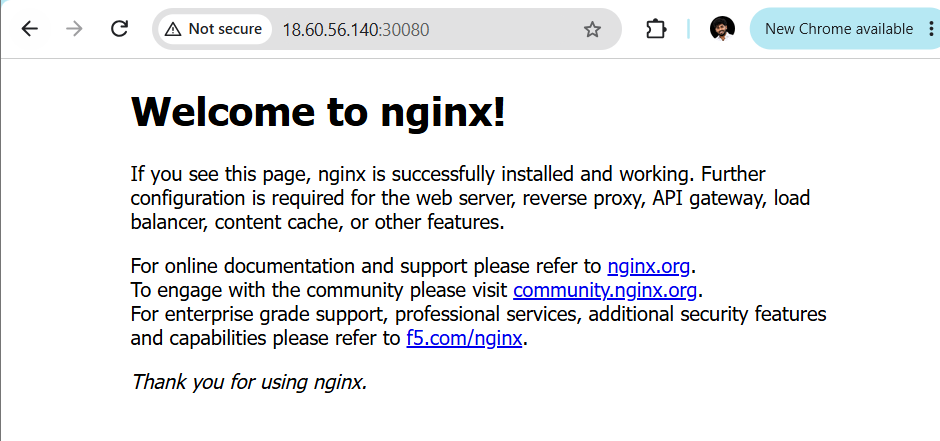 Not secure
18.60.56.140:30080
New Chrome available
Welcome to nginx!
If you see this page, nginx is successfully installed and working. Further
configuration is required for the web server, reverse proxy, API gateway, load
balancer, content cache, or other features.
For online documentation and support please refer to nginx.org.
To engage with the community please visit community.nginx.org.
For enterprise grade support, professional services, additional security features
and capabilities please refer to f5.com/nginx.
Thank you for using nginx.